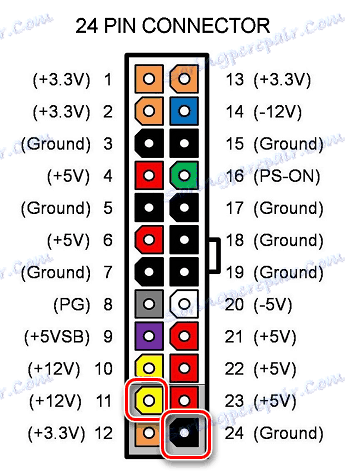 24 PIN CONNECTOR
(+3.3V) 1 13 (+3.3V)
(+3.3V) 2 14 (-12V)
(Ground) 3 15 (Ground)
(+5V) 4 16 (PS-ON)
(Ground) 5 17 (Ground)
(+5V) 6 18 (Ground)
(Ground) 7 19 (Ground)
(PG) 8 20 (-5V)
(+5VSB) 9 21 (+5V)
(+12V) 10 22 (+5V)
(+12V) 11 23 (+5V)
(+3.3V) 12 24 (Ground)